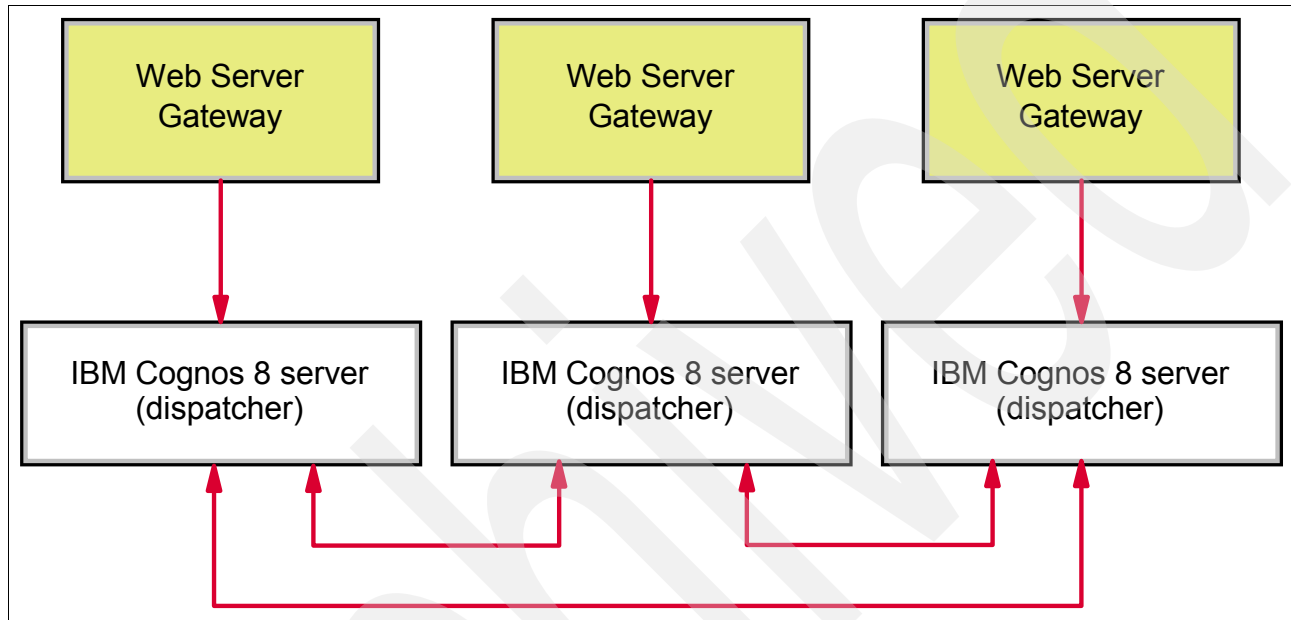 Web Server
Gateway
Web Server
Gateway
Web Server
Gateway
IBM Cognos 8 server
(dispatcher)
IBM Cognos 8 server
(dispatcher)
IBM Cognos 8 server
(dispatcher)